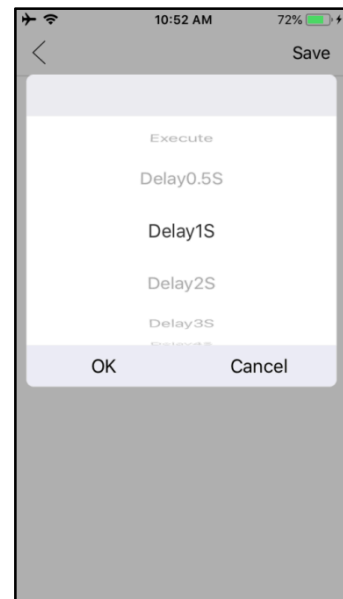 10:52 AM 72%
Save
Execute
Delay0.5S
Delay1S
Delay2S
Delay3S
OK Cancel